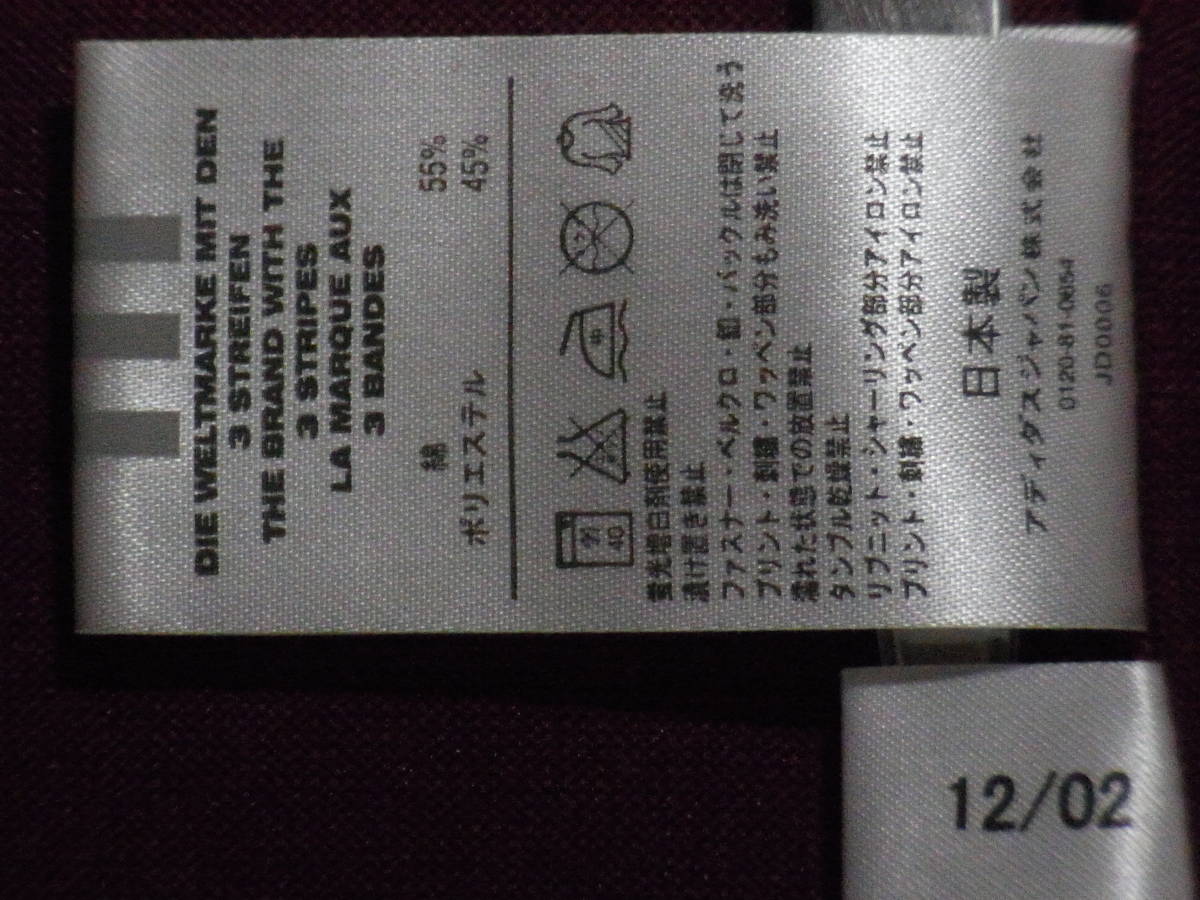 DIE WELTMARKE MIT DEN
3 STREIFEN
THE BRAND WITH THE
3 STRIPES
LA MARQUE AUX
3 BANDES
綿 55%
ポリエステル 45%
40
蛍光増白剤使用禁止
漬け置き禁止
ファスナー・ベルクロ・釦・バックルは閉じて洗う
プリント・刺繍・ワッペン部分もみ洗い禁止
濡れた状態での放置禁止
タンブル乾燥禁止
リブニット・シャーリング部分アイロン禁止
プリント・刺繍・ワッペン部分アイロン禁止
日本製
アディダスジャパン株式会社
0120-81-0654
JD0006
12/02